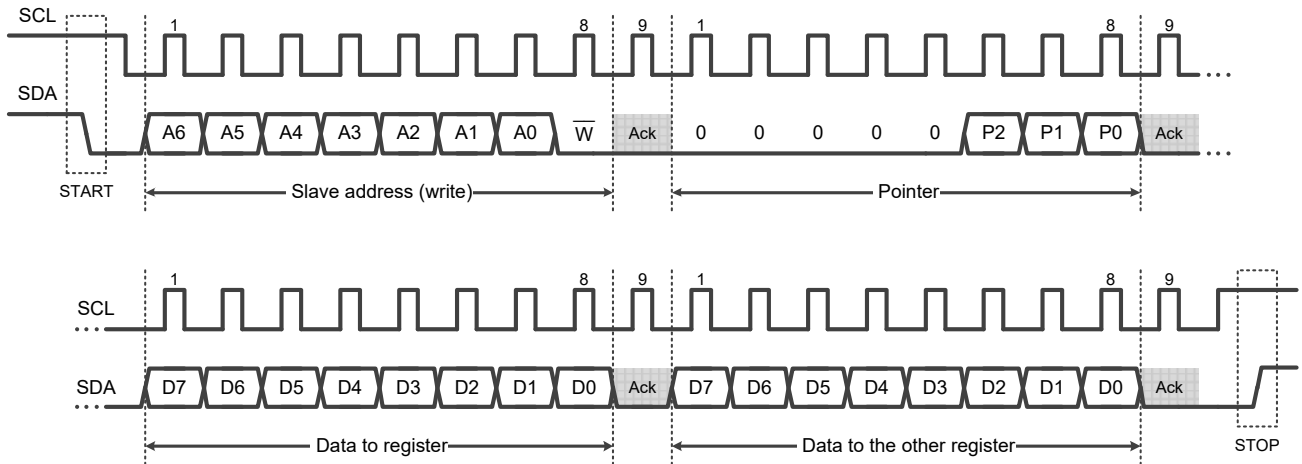 SCL
1 8 9 1 8 9
SDA
A6 A5 A4 A3 A2 A1 A0 W̅ Ack 0 0 0 0 0 P2 P1 P0 Ack
START Slave address (write) Pointer
1 8 9 1 8 9
SCL
SDA D7 D6 D5 D4 D3 D2 D1 D0 Ack D7 D6 D5 D4 D3 D2 D1 D0 Ack
Data to register Data to the other register STOP